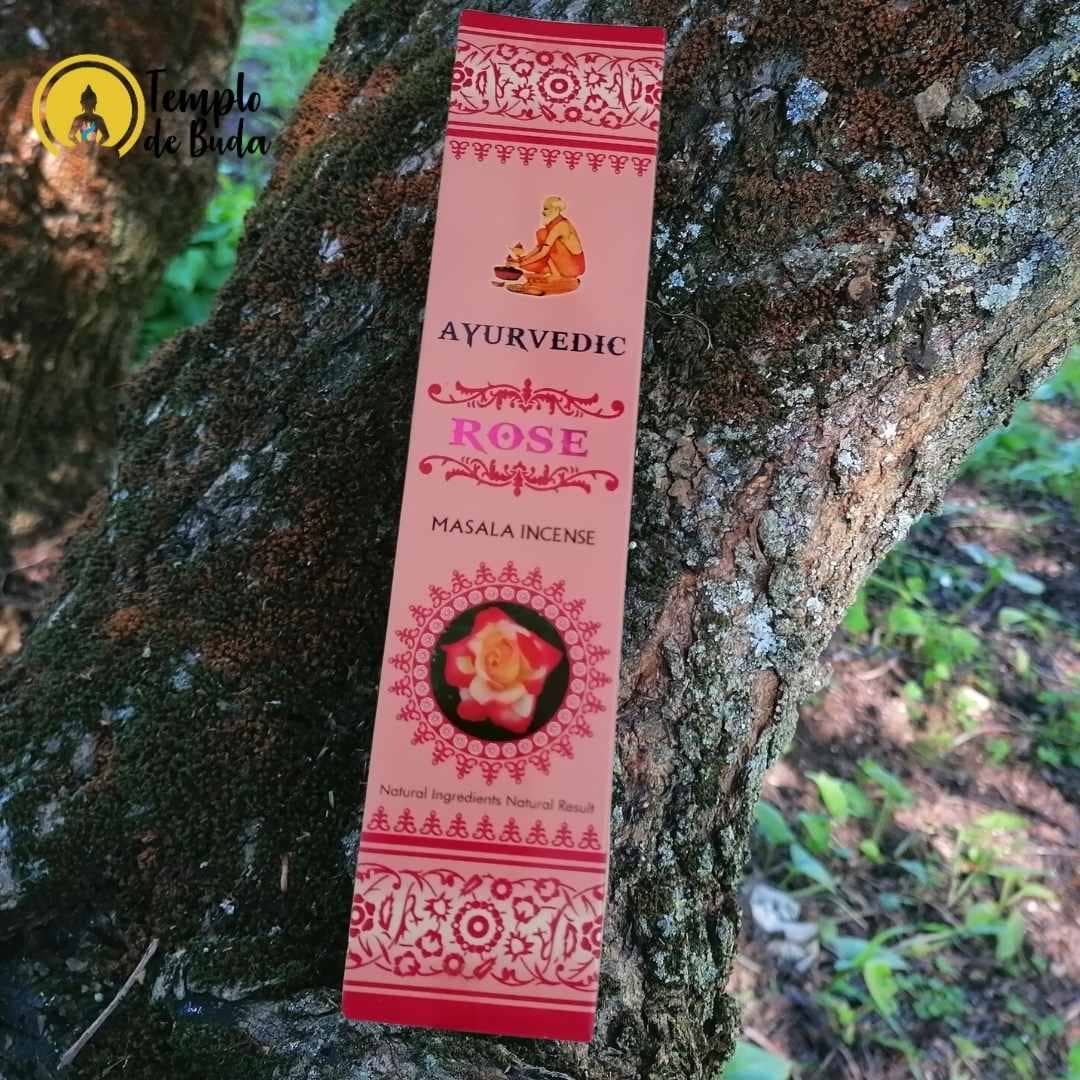 Templo
de Buda
AYURVEDIC
ROSE
MASALA INCENSE
Natural Ingredients Natural Result